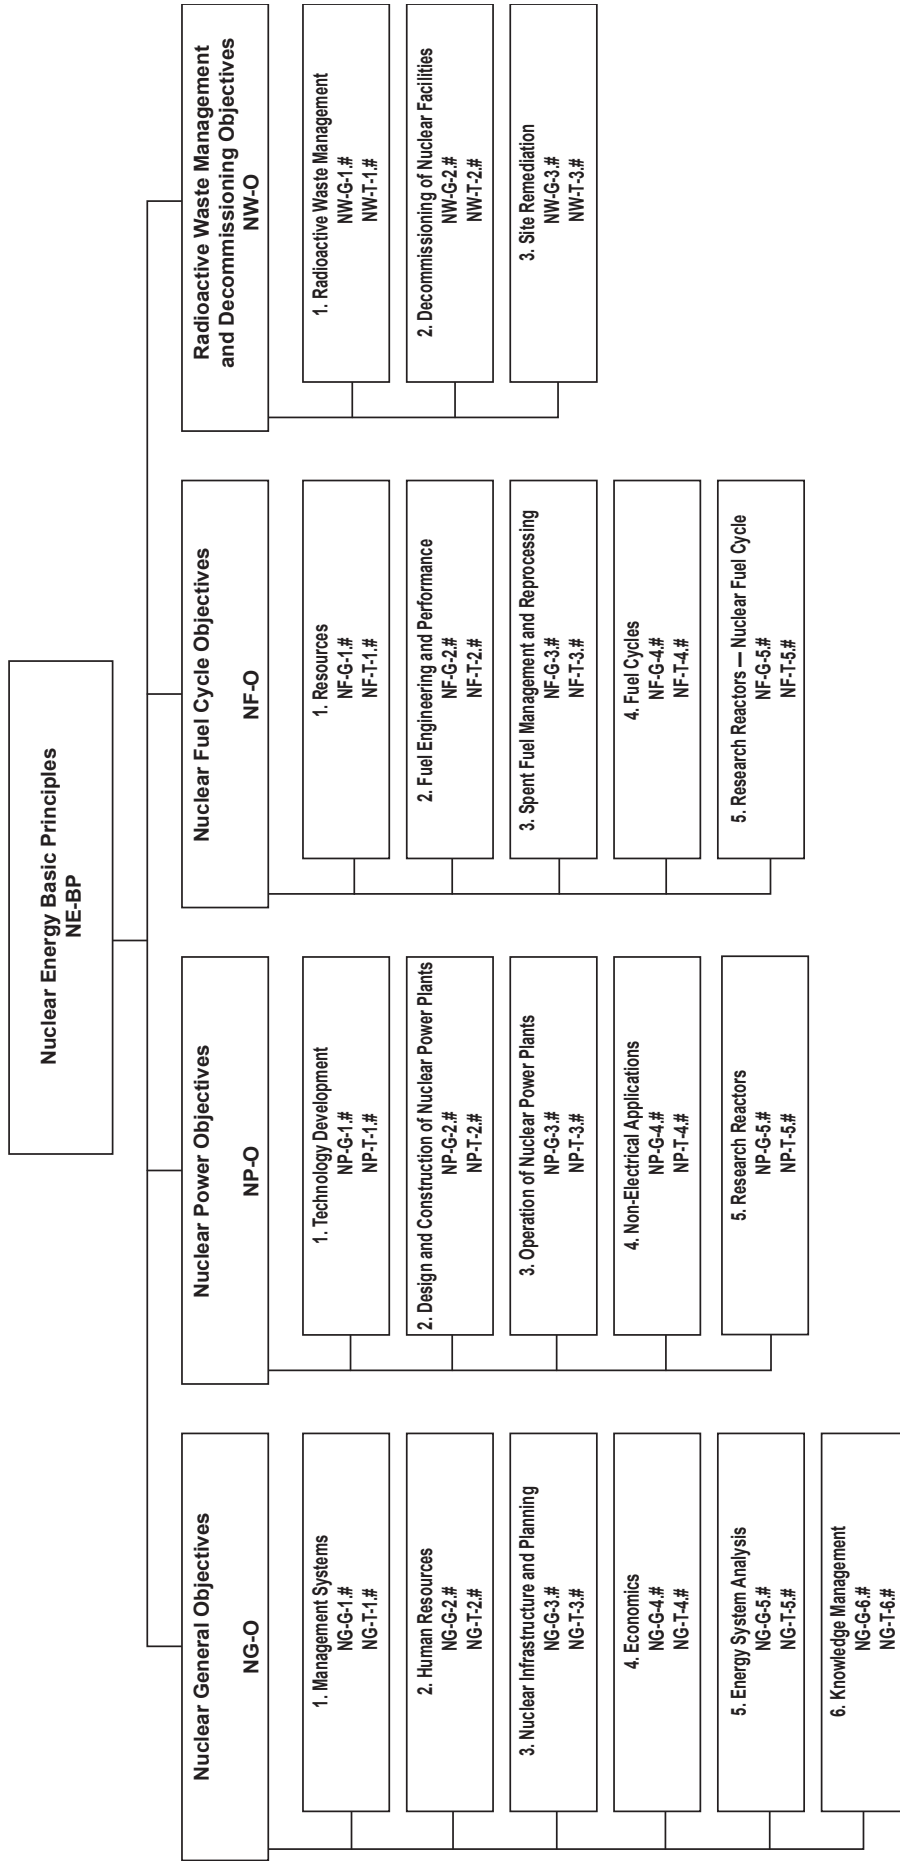 Nuclear Energy Basic Principles
NE-BP
Nuclear General Objectives
NG-O
1. Management Systems
NG-G-1.#
NG-T-1.#
2. Human Resources
NG-G-2.#
NG-T-2.#
3. Nuclear Infrastructure and Planning
NG-G-3.#
NG-T-3.#
4. Economics
NG-G-4.#
NG-T-4.#
5. Energy System Analysis
NG-G-5.#
NG-T-5.#
6. Knowledge Management
NG-G-6.#
NG-T-6.#
Nuclear Power Objectives
NP-O
1. Technology Development
NP-G-1.#
NP-T-1.#
2. Design and Construction of Nuclear Power Plants
NP-G-2.#
NP-T-2.#
3. Operation of Nuclear Power Plants
NP-G-3.#
NP-T-3.#
4. Non-Electrical Applications
NP-G-4.#
NP-T-4.#
5. Research Reactors
NP-G-5.#
NP-T-5.#
Nuclear Fuel Cycle Objectives
NF-O
1. Resources
NF-G-1.#
NF-T-1.#
2. Fuel Engineering and Performance
NF-G-2.#
NF-T-2.#
3. Spent Fuel Management and Reprocessing
NF-G-3.#
NF-T-3.#
4. Fuel Cycles
NF-G-4.#
NF-T-4.#
5. Research Reactors — Nuclear Fuel Cycle
NF-G-5.#
NF-T-5.#
Radioactive Waste Management
and Decommissioning Objectives
NW-O
1. Radioactive Waste Management
NW-G-1.#
NW-T-1.#
2. Decommissioning of Nuclear Facilities
NW-G-2.#
NW-T-2.#
3. Site Remediation
NW-G-3.#
NW-T-3.#